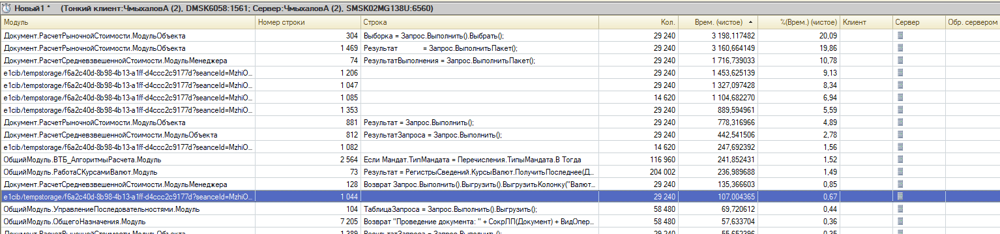 Новый1 * (Тонкий клиент:ЧмыхаловА (2), DMSK6058:1561; Сервер:ЧмыхаловА (2), SMSK02MG138U:6560)
Модуль Номер строки Строка Кол. Врем. (чистое) %(Врем.) (чистое) Клиент Сервер Обр. сервером
Документ.РасчетРыночнойСтоимости.МодульОбъекта 304 Выборка = Запрос.Выполнить().Выбрать(); 29 240 3 198,117482 20,09
Документ.РасчетРыночнойСтоимости.МодульОбъекта 1 469 Результат = Запрос.ВыполнитьПакет(); 29 240 3 160,664149 19,86
Документ.РасчетСредневзвешеннойСтоимости.МодульМенеджера 74 РезультатВыполнения = Запрос.ВыполнитьПакет(); 29 240 1 716,739033 10,78
e1cib/tempstorage/f6a2c40d-8b98-4b13-a1ff-d4ccc2c9177d?seanceId=MzhiO... 1 206 29 240 1 453,625139 9,13
e1cib/tempstorage/f6a2c40d-8b98-4b13-a1ff-d4ccc2c9177d?seanceId=MzhiO... 1 047 29 240 1 327,097428 8,34
e1cib/tempstorage/f6a2c40d-8b98-4b13-a1ff-d4ccc2c9177d?seanceId=MzhiO... 1 085 14 620 1 104,682270 6,94
e1cib/tempstorage/f6a2c40d-8b98-4b13-a1ff-d4ccc2c9177d?seanceId=MzhiO... 1 353 29 240 889,594961 5,59
Документ.РасчетРыночнойСтоимости.МодульОбъекта 881 Результат = Запрос.Выполнить(); 29 240 778,316966 4,89
Документ.РасчетСредневзвешеннойСтоимости.МодульОбъекта 812 РезультатЗапроса = Запрос.Выполнить(); 29 240 442,541506 2,78
e1cib/tempstorage/f6a2c40d-8b98-4b13-a1ff-d4ccc2c9177d?seanceId=MzhiO... 1 082 14 620 247,692392 1,56
ОбщийМодуль.ВТБ_АлгоритмыРасчета.Модуль 2 564 Если Мандат.ТипМандата = Перечисления.ТипыМандата.В Тогда 116 960 241,852431 1,52
ОбщийМодуль.РаботаСКурсамиВалют.Модуль 73 Результат = РегистрыСведений.КурсыВалют.ПолучитьПоследнее(Д... 204 002 236,989688 1,49
Документ.РасчетСредневзвешеннойСтоимости.МодульМенеджера 128 Возврат Запрос.Выполнить().Выгрузить().ВыгрузитьКолонку("Валют... 29 240 135,366603 0,85
e1cib/tempstorage/f6a2c40d-8b98-4b13-a1ff-d4ccc2c9177d?seanceId=MzhiO... 1 044 29 240 107,004365 0,67
ОбщийМодуль.УправлениеПоследовательностями.Модуль 104 ТаблицаЗапроса = Запрос.Выполнить().Выгрузить(); 58 480 69,720612 0,44
ОбщийМодуль.ОбщегоНазначения.Модуль 7 205 Возврат "Проведение документа: " + СокрЛП(Документ) + ВидОпер... 58 480 57,633704 0,36
Документ.РасчетРыночнойСтоимости.МодульОбъекта 1 389 РезультатЗапроса = Запрос.Выполнить(); 29 240 55,652396 0,35